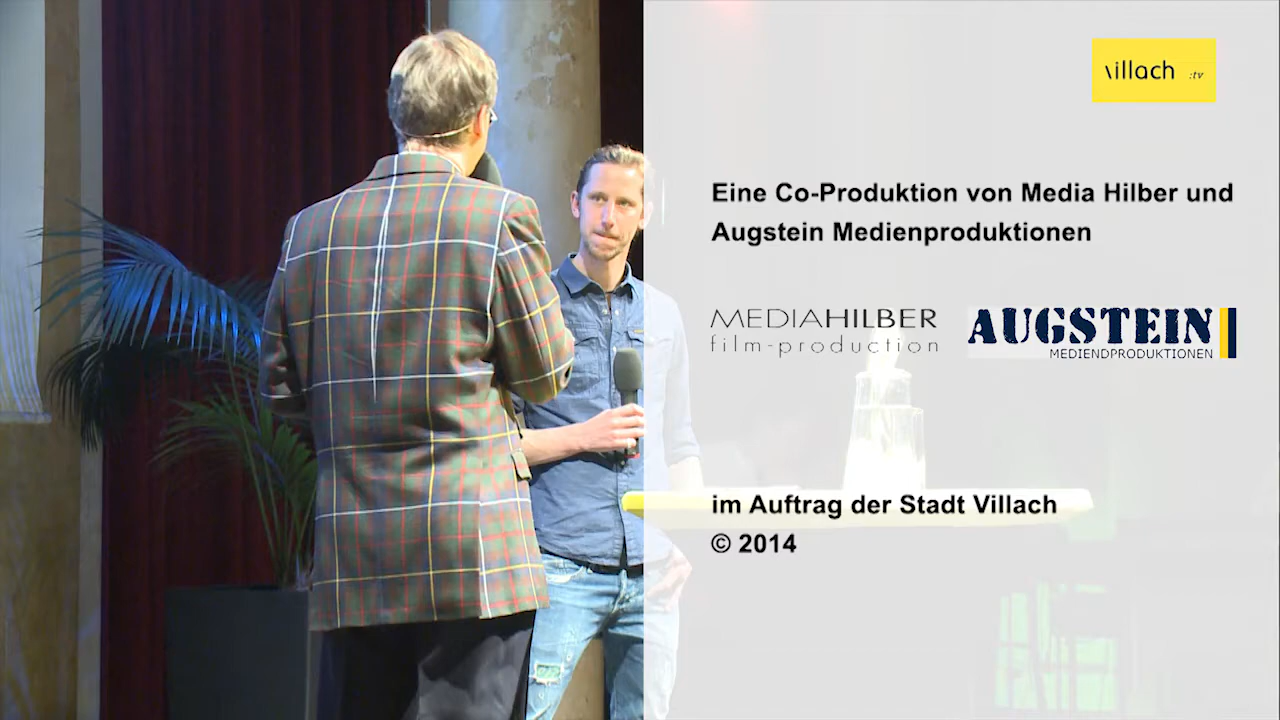 villach :tv
Eine Co-Produktion von Media Hilber und
Augstein Medienproduktionen
MEDIAHILBER
film-production
AUGSTEIN
MEDIENDPRODUKTIONEN
im Auftrag der Stadt Villach
© 2014